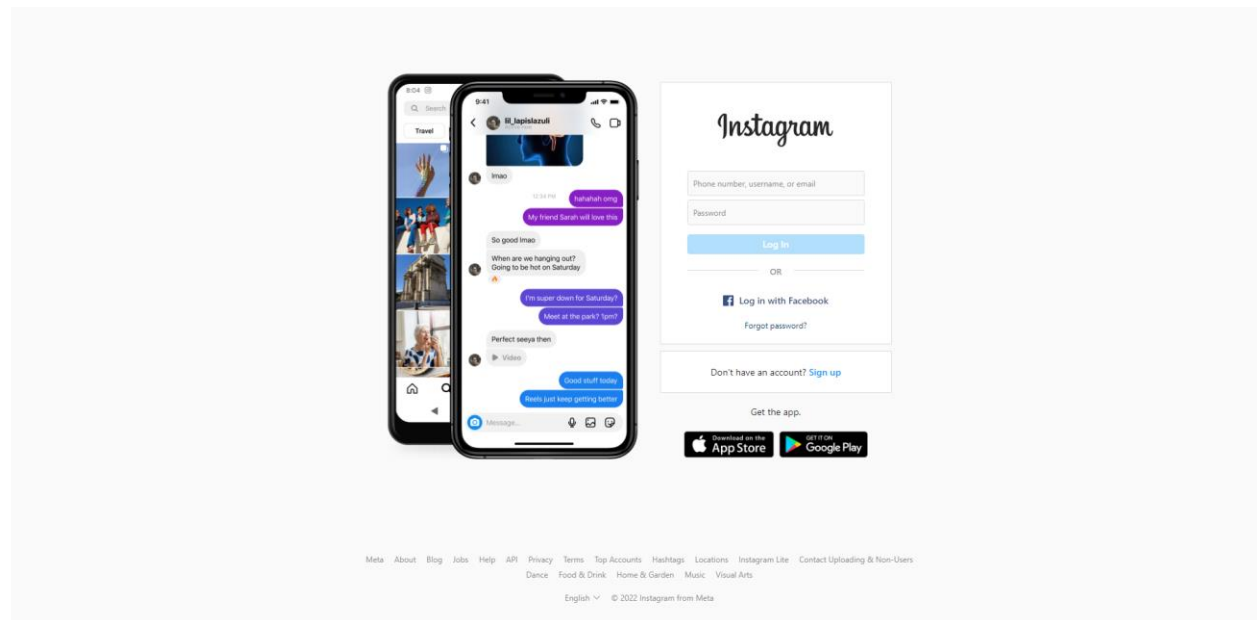 8:04
Search
Travel
9:41
lil_lapislazuli
lmao
12:54 PM
hahahah omg
My friend Sarah will love this
So good lmao
When are we hanging out?
Going to be hot on Saturday
I'm super down for Saturday?
Meet at the park? 1pm?
Perfect seeya then
Video
Good stuff today
Reels just keep getting better
Message...
Instagram
Phone number, username, or email
Password
Log In
OR
Log in with Facebook
Forgot password?
Don't have an account? Sign up
Get the app.
Download on the
App Store
GET IT ON
Google Play
Meta About Blog Jobs Help API Privacy Terms Top Accounts Hashtags Locations Instagram Lite Contact Uploading & Non-Users
Dance Food & Drink Home & Garden Music Visual Arts
English © 2022 Instagram from Meta